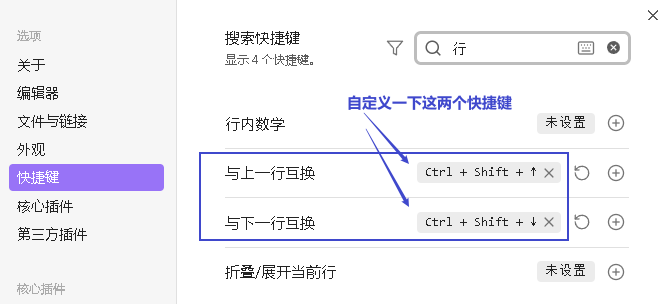 选项
关于
编辑器
文件与链接
外观
快捷键
核心插件
第三方插件
核心插件
搜索快捷键
显示 4 个快捷键。
行
自定义一下这两个快捷键
行内数学
未设置
与上一行互换
Ctrl + Shift + ↑
与下一行互换
Ctrl + Shift + ↓
折叠/展开当前行
未设置